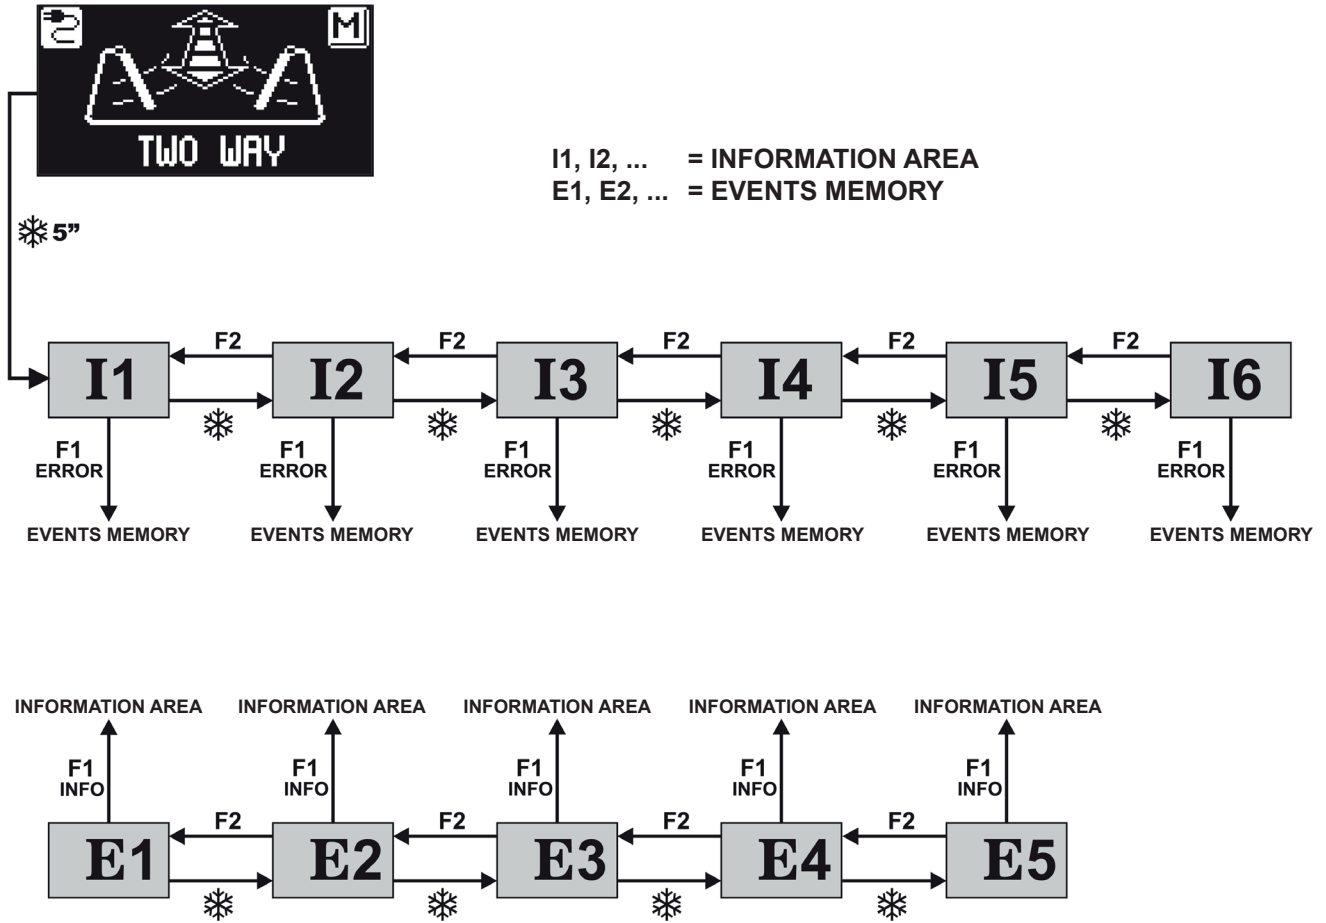 M
TWO WAY
I1, I2, ... = INFORMATION AREA
E1, E2, ... = EVENTS MEMORY
5”
F2 F2 F2 F2 F2
I1 I2 I3 I4 I5 I6
F1 F1 F1 F1 F1 F1
ERROR ERROR ERROR ERROR ERROR ERROR
EVENTS MEMORY EVENTS MEMORY EVENTS MEMORY EVENTS MEMORY EVENTS MEMORY EVENTS MEMORY
INFORMATION AREA INFORMATION AREA INFORMATION AREA INFORMATION AREA INFORMATION AREA
F1 F1 F1 F1 F1
INFO INFO INFO INFO INFO
F2 F2 F2 F2
E1 E2 E3 E4 E5